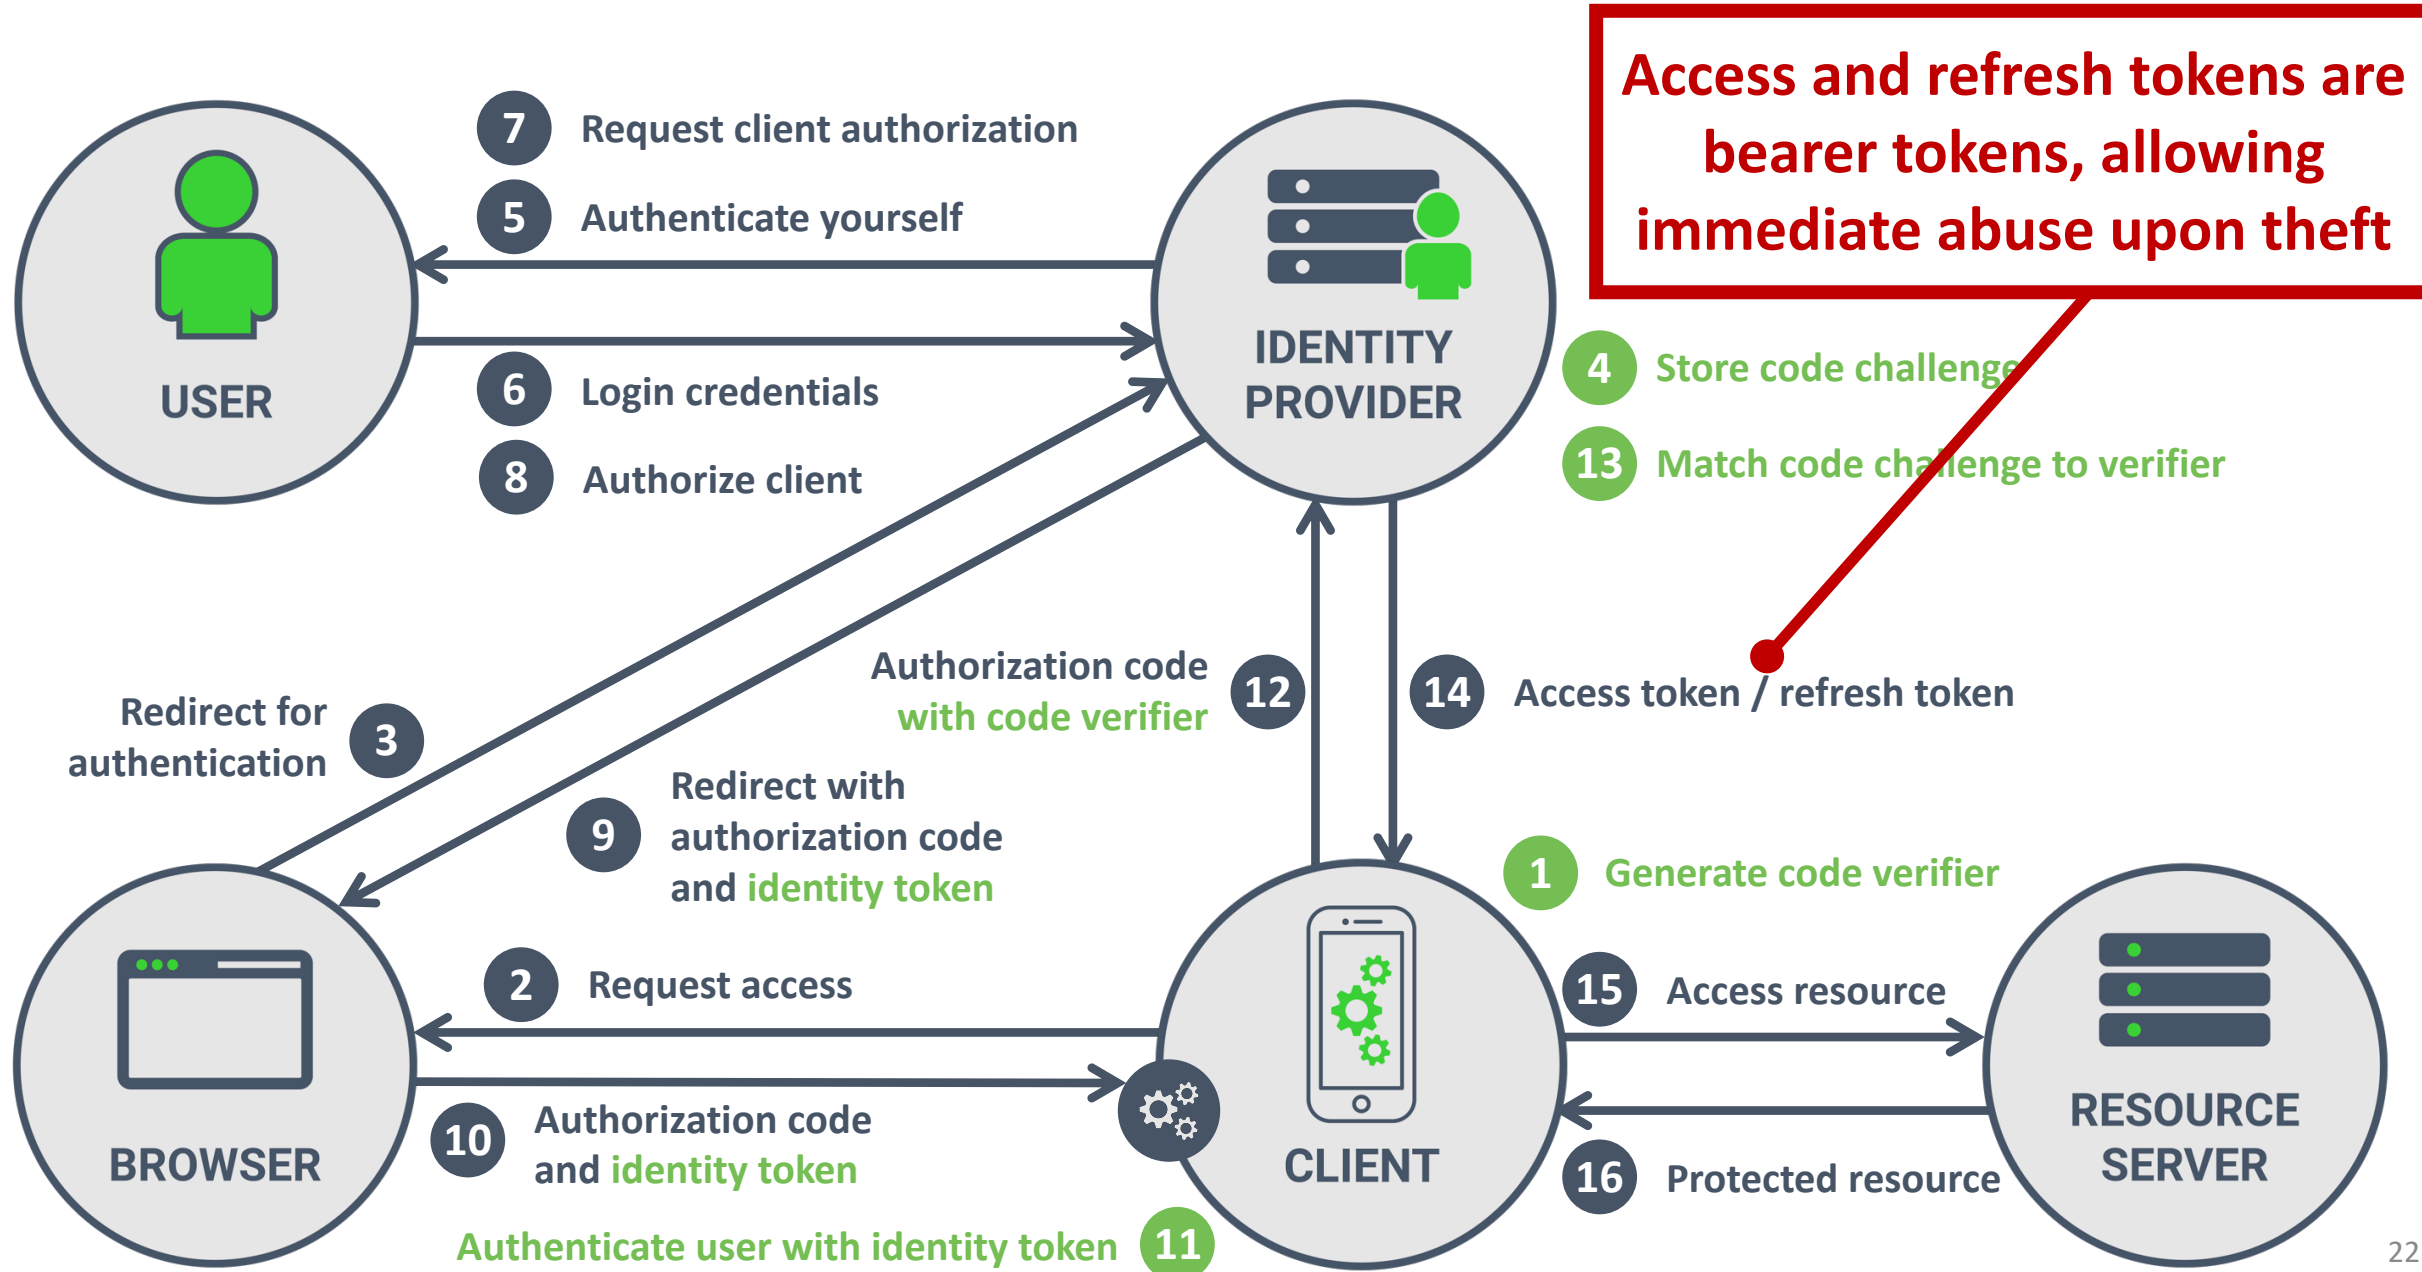 Access and refresh tokens are
bearer tokens, allowing
immediate abuse upon theft
7 Request client authorization
5 Authenticate yourself
6 Login credentials
8 Authorize client
USER
IDENTITY
PROVIDER
4 Store code challenge
13 Match code challenge to verifier
Redirect for
authentication
3
Authorization code
with code verifier
12
14 Access token / refresh token
9
Redirect with
authorization code
and identity token
1 Generate code verifier
2 Request access
10
Authorization code
and identity token
Authenticate user with identity token 11
BROWSER
CLIENT
15 Access resource
16 Protected resource
RESOURCE
SERVER
22